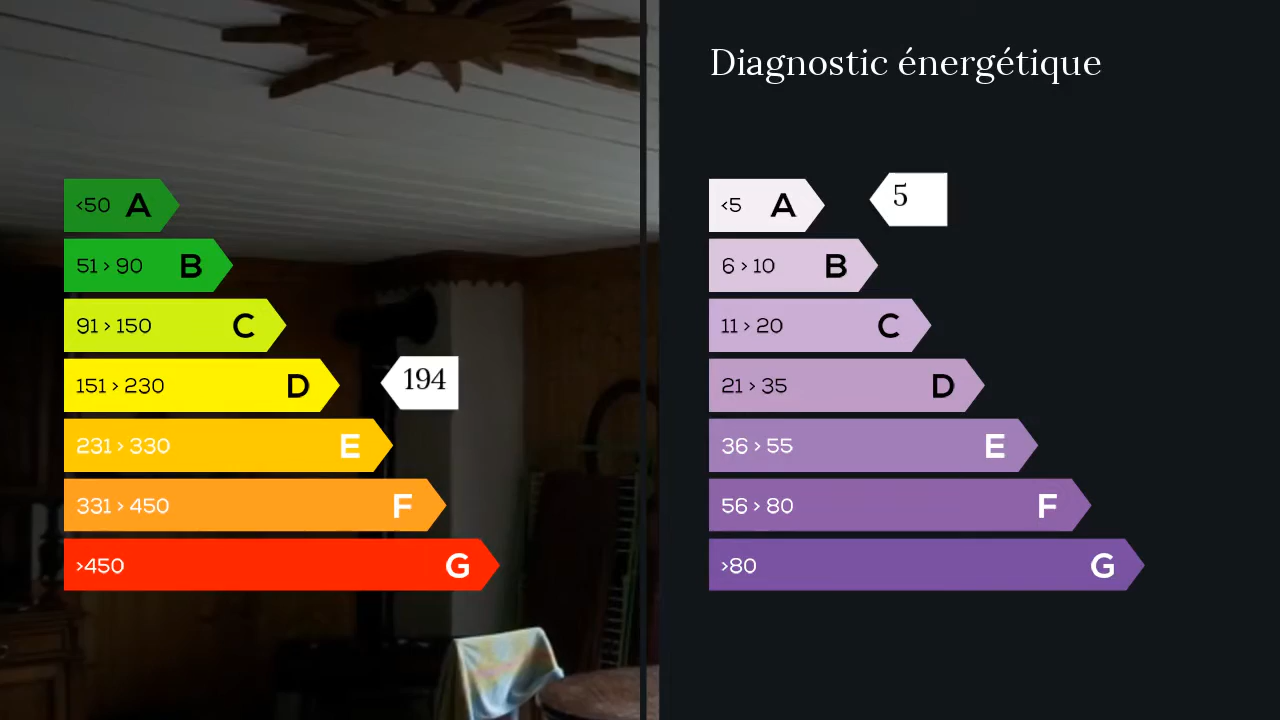 Diagnostic énergétique
<50 A
51 > 90 B
91 > 150 C
151 > 230 D
194
231 > 330 E
331 > 450 F
>450 G
<5 A
5
6 > 10 B
11 > 20 C
21 > 35 D
36 > 55 E
56 > 80 F
>80 G